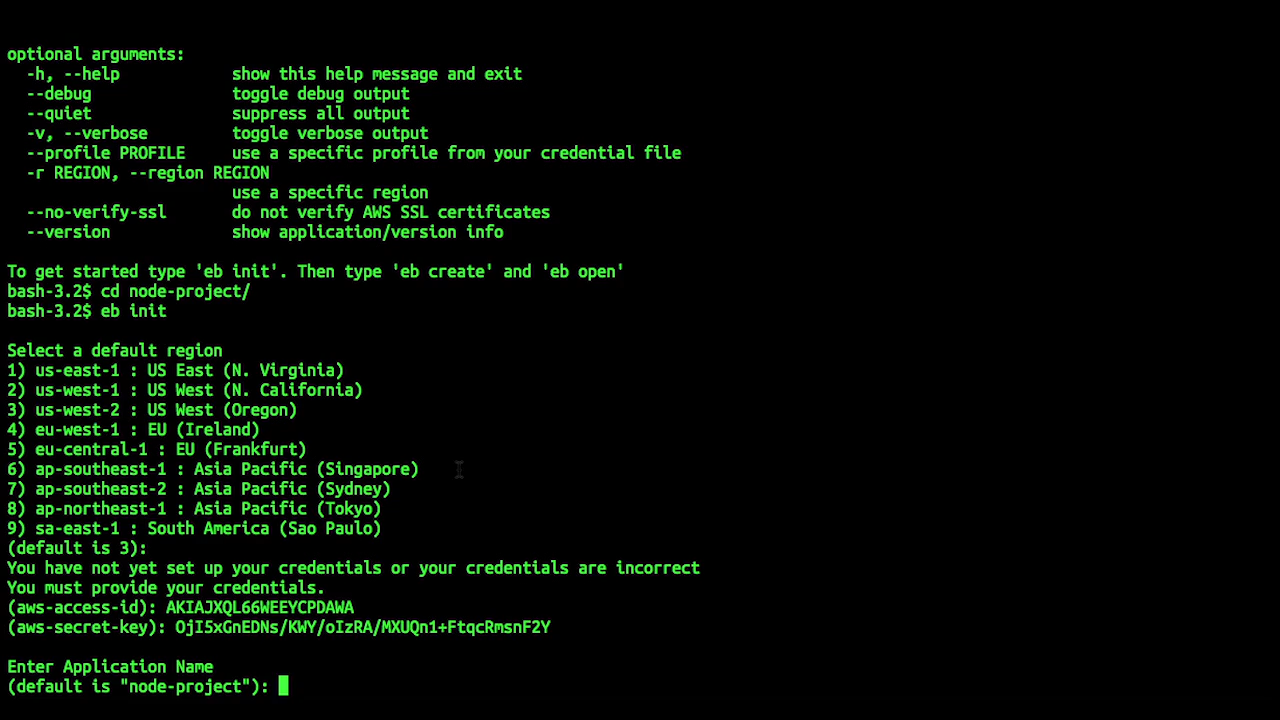 optional arguments:
-h, --help show this help message and exit
--debug toggle debug output
--quiet suppress all output
-v, --verbose toggle verbose output
--profile PROFILE use a specific profile from your credential file
-r REGION, --region REGION
use a specific region
--no-verify-ssl do not verify AWS SSL certificates
--version show application/version info
To get started type 'eb init'. Then type 'eb create' and 'eb open'
bash-3.2$ cd node-project/
bash-3.2$ eb init
Select a default region
1) us-east-1 : US East (N. Virginia)
2) us-west-1 : US West (N. California)
3) us-west-2 : US West (Oregon)
4) eu-west-1 : EU (Ireland)
5) eu-central-1 : EU (Frankfurt)
6) ap-southeast-1 : Asia Pacific (Singapore)
7) ap-southeast-2 : Asia Pacific (Sydney)
8) ap-northeast-1 : Asia Pacific (Tokyo)
9) sa-east-1 : South America (Sao Paulo)
(default is 3):
You have not yet set up your credentials or your credentials are incorrect
You must provide your credentials.
(aws-access-id): AKIAJXQL66WEEYCPDAWA
(aws-secret-key): OjI5xGnEDNs/KWY/oIzRA/MXUQn1+FtqcRmsnF2Y
Enter Application Name
(default is "node-project"):